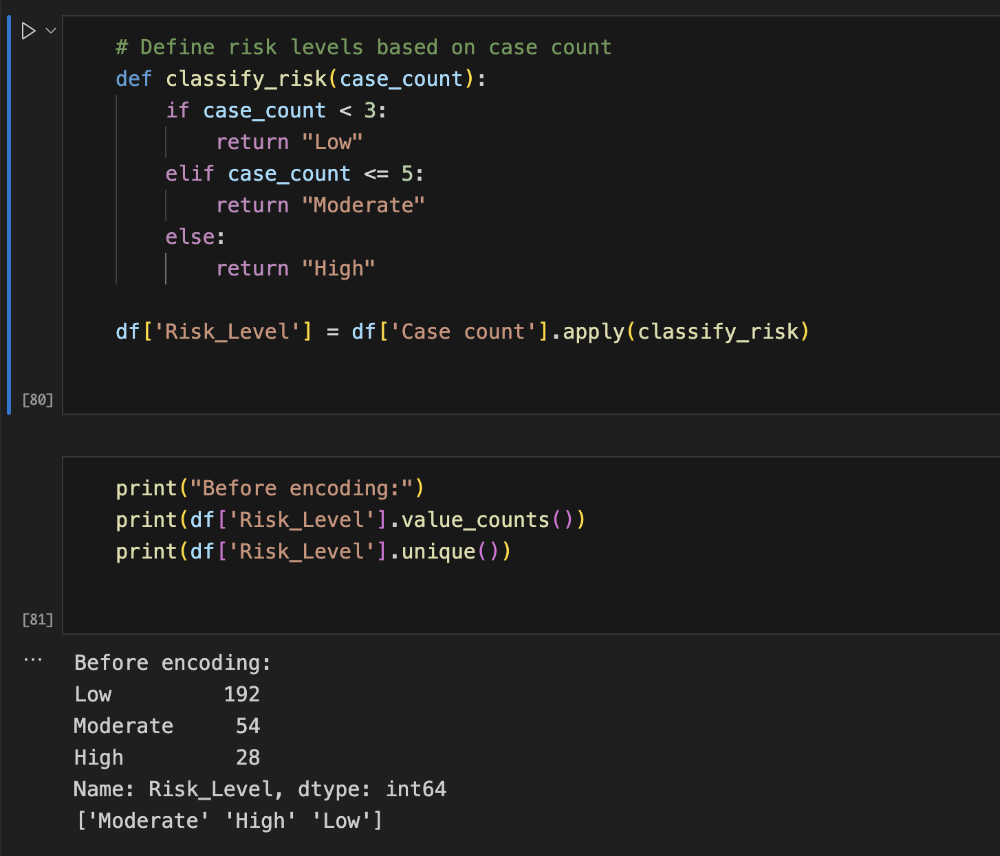 # Define risk levels based on case count
def classify_risk(case_count):
    if case_count < 3:
        return "Low"
    elif case_count <= 5:
        return "Moderate"
    else:
        return "High"
df['Risk_Level'] = df['Case count'].apply(classify_risk)
[80]
print("Before encoding:")
print(df['Risk_Level'].value_counts())
print(df['Risk_Level'].unique())
[81]
... Before encoding:
Low         192
Moderate     54
High         28
Name: Risk_Level, dtype: int64
['Moderate' 'High' 'Low']